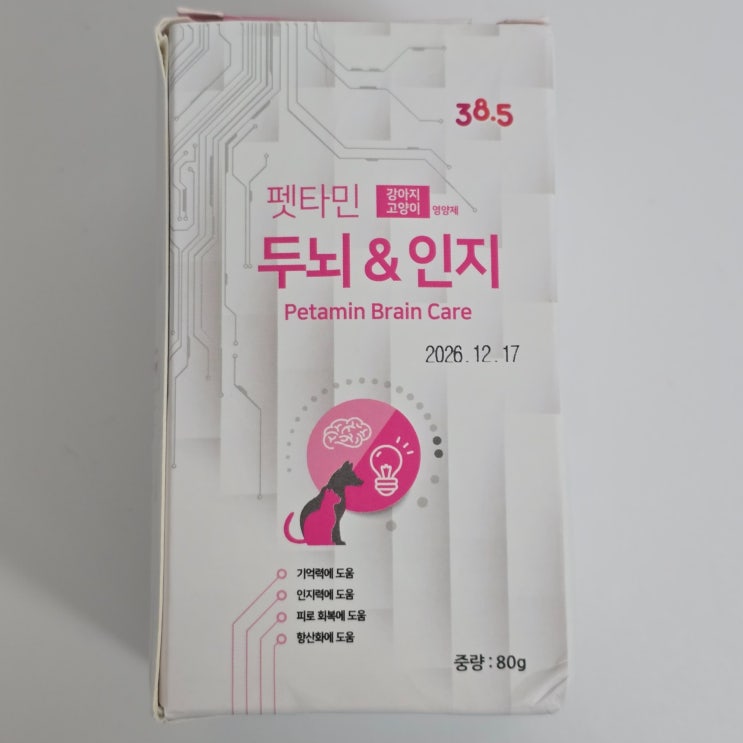 38.5
펫타민 강아지 고양이 영양제
두뇌 & 인지
Petamin Brain Care
2026.12.17
기억력에 도움
인지력에 도움
피로 회복에 도움
항산화에 도움
중량 : 80g